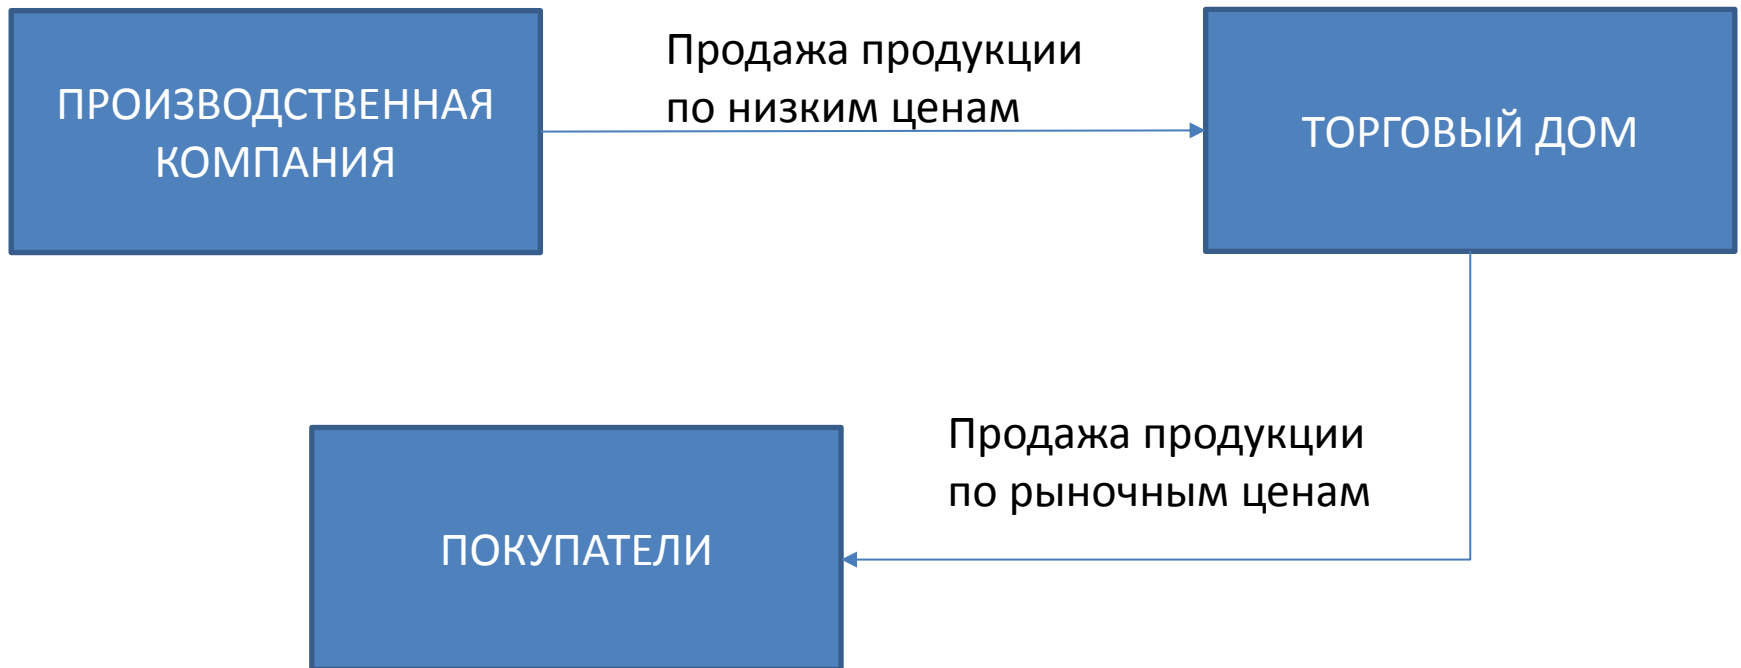 ПРОИЗВОДСТВЕННАЯ
КОМПАНИЯ
Продажа продукции
по низким ценам
ТОРГОВЫЙ ДОМ
Продажа продукции
по рыночным ценам
ПОКУПАТЕЛИ